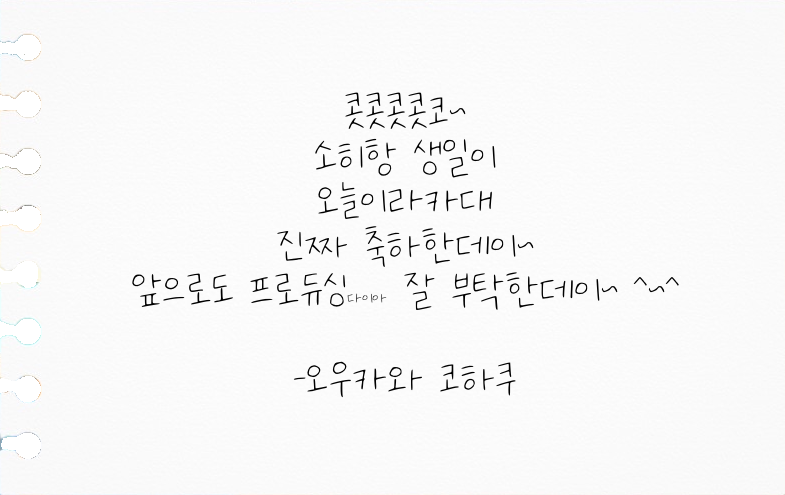 콧콧콧콧코~
소히항 생일이
오늘이라카대
진짜 축하한데이~
앞으로도 프로듀싱다이아 잘 부탁한데이~ ^~^
-오우카와 코하쿠